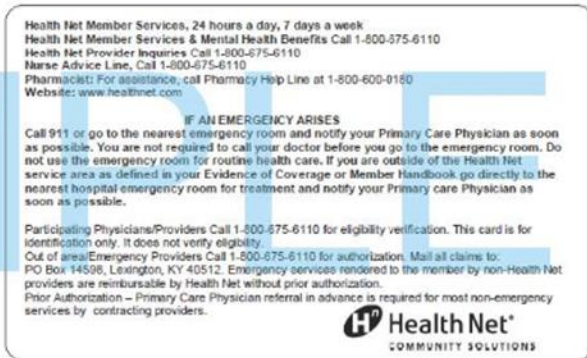 Health Net Member Services, 24 hours a day, 7 days a week
Health Net Member Services & Mental Health Benefits Call 1-800-675-6110
Health Net Provider Inquiries Call 1-800-675-6110
Nurse Advice Line, Call 1-800-675-6110
Pharmacist: For assistance, call Pharmacy Help Line at 1-800-600-0180
Website: www.healthnet.com
IF AN EMERGENCY ARISES
Call 911 or go to the nearest emergency room and notify your Primary Care Physician as soon
as possible. You are not required to call your doctor before you go to the emergency room. Do
not use the emergency room for routine health care. If you are outside of the Health Net
service area as defined in your Evidence of Coverage or Member Handbook go directly to the
nearest hospital emergency room for treatment and notify your Primary care Physician as
soon as possible.
Participating Physicians/Providers Call 1-800-675-6110 for eligibility verification. This card is for
identification only. It does not verify eligibility.
Out of area/Emergency Providers Call 1-800-675-6110 for authorization. Mail all claims to:
PO Box 14598, Lexington, KY 40512. Emergency services rendered to the member by non-Health Net
providers are reimbursable by Health Net without prior authorization.
Prior Authorization – Primary Care Physician referral in advance is required for most non-emergency
services by contracting providers.
Hn Health Net®
COMMUNITY SOLUTIONS
IPLE